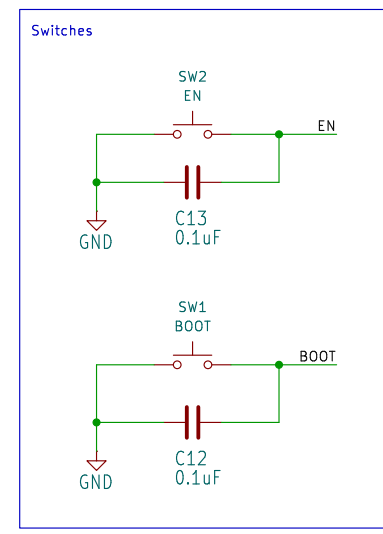 Switches
SW2
EN
EN
C13
0.1uF
GND
SW1
BOOT
BOOT
C12
0.1uF
GND